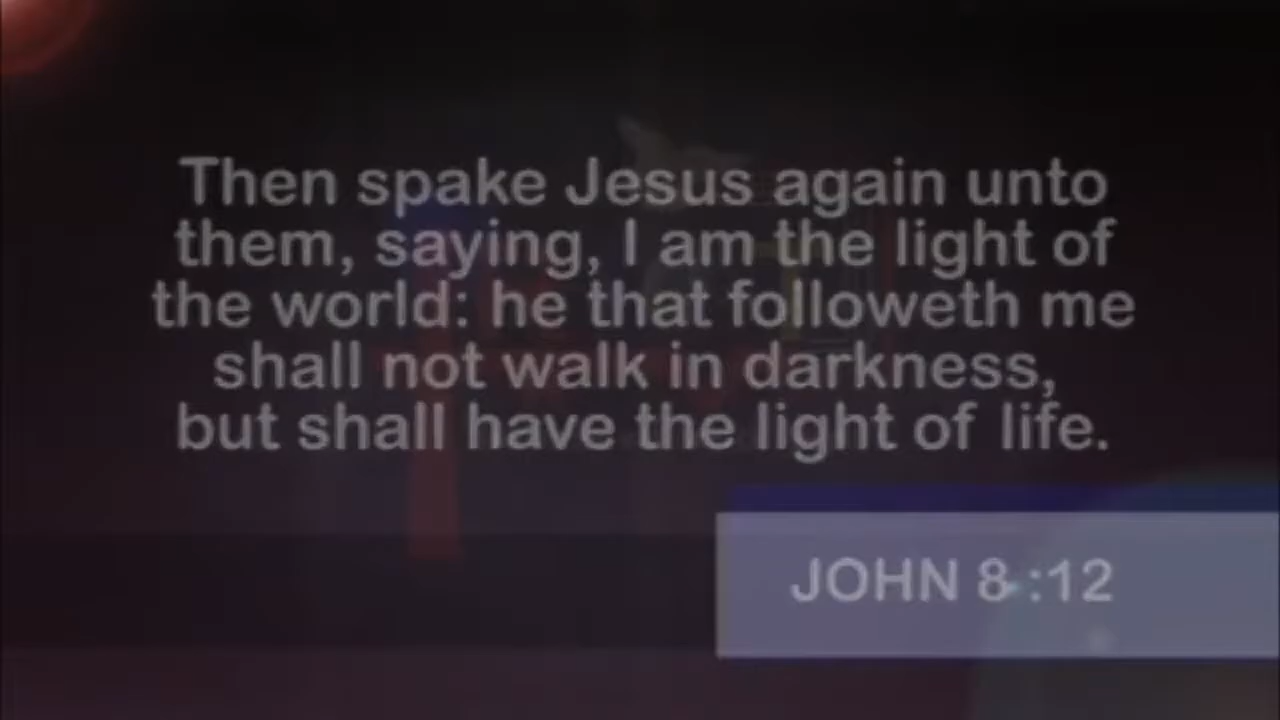 Then spake Jesus again unto
them, saying, I am the light of
the world: he that followeth me
shall not walk in darkness,
but shall have the light of life.
JOHN 8 :12